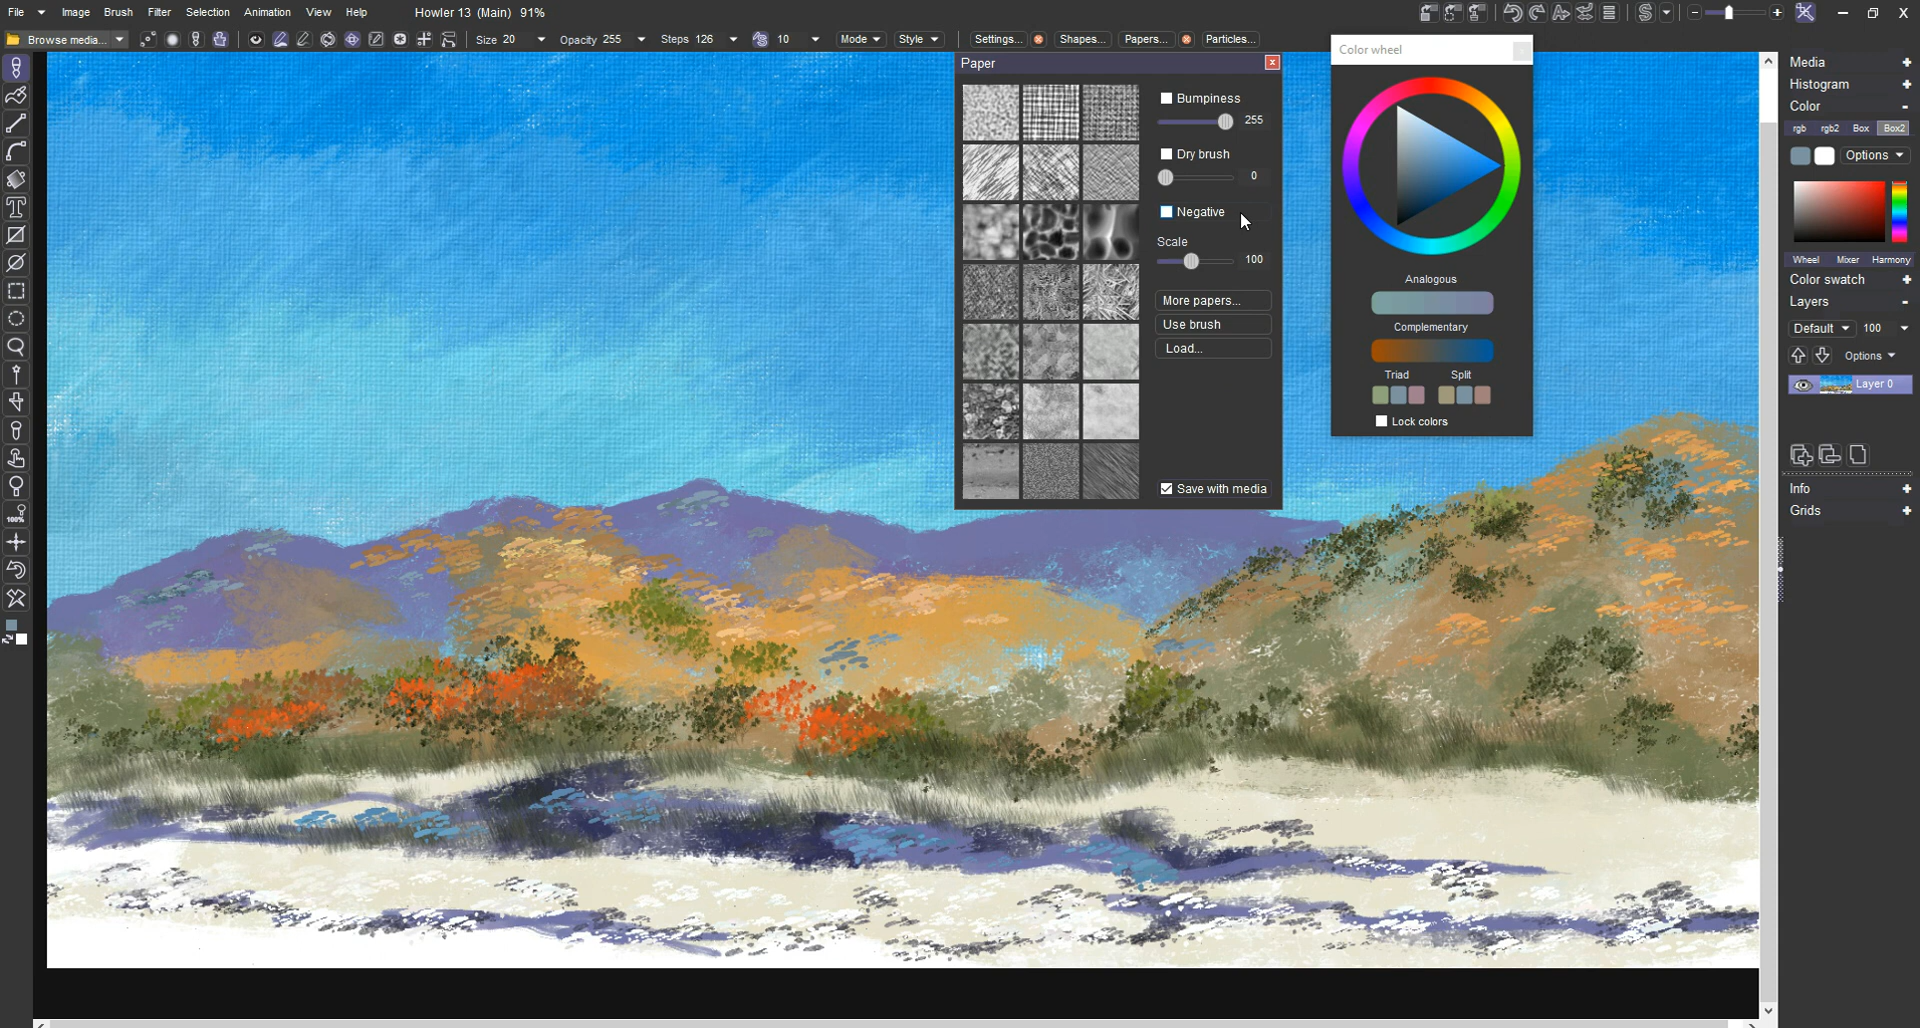 File Image Brush Filter Selection Animation View Help Howler 13 (Main) 91%
Browse media... Size 20 Opacity 255 Steps 126 10 Mode Style Settings... Shapes... Papers... Particles...
Paper
Bumpiness
255
Dry brush
0
Negative
Scale
100
More papers...
Use brush
Load...
Save with media
Color wheel
Analogous
Complementary
Triad Split
Lock colors
Media
Histogram
Color
rgb rgb2 Box Box2
Options
Wheel Mixer Harmony
Color swatch
Layers
Default 100
Options
Layer 0
Info
Grids
100%